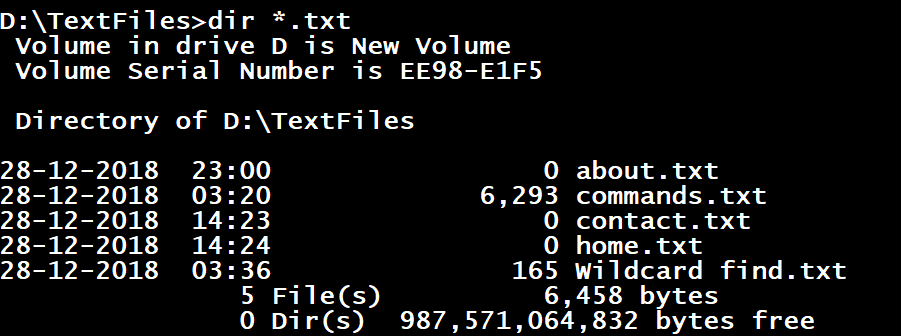 D:\TextFiles>dir *.txt
Volume in drive D is New Volume
Volume Serial Number is EE98-E1F5
Directory of D:\TextFiles
28-12-2018 23:00 0 about.txt
28-12-2018 03:20 6,293 commands.txt
28-12-2018 14:23 0 contact.txt
28-12-2018 14:24 0 home.txt
28-12-2018 03:36 165 Wildcard find.txt
5 File(s) 6,458 bytes
0 Dir(s) 987,571,064,832 bytes free